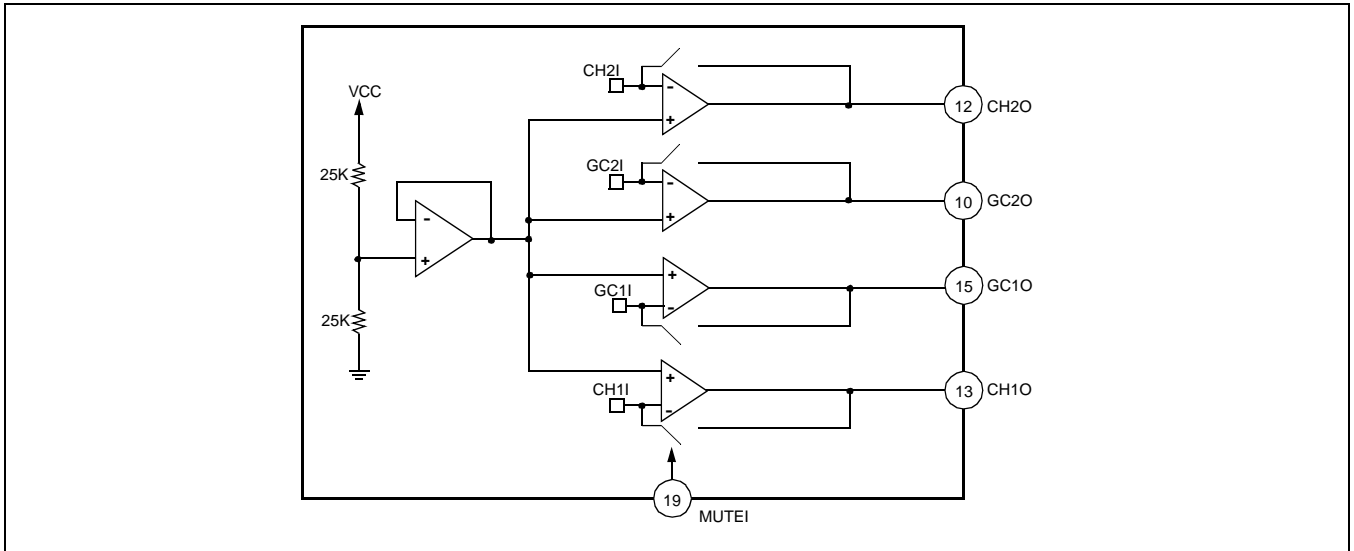 CH2I
-
+
12 CH2O
VCC
25K
GC2I
-
+
10 GC2O
-
+
25K
GC1I
+
-
15 GC1O
CH1I
+
-
13 CH1O
19 MUTEI